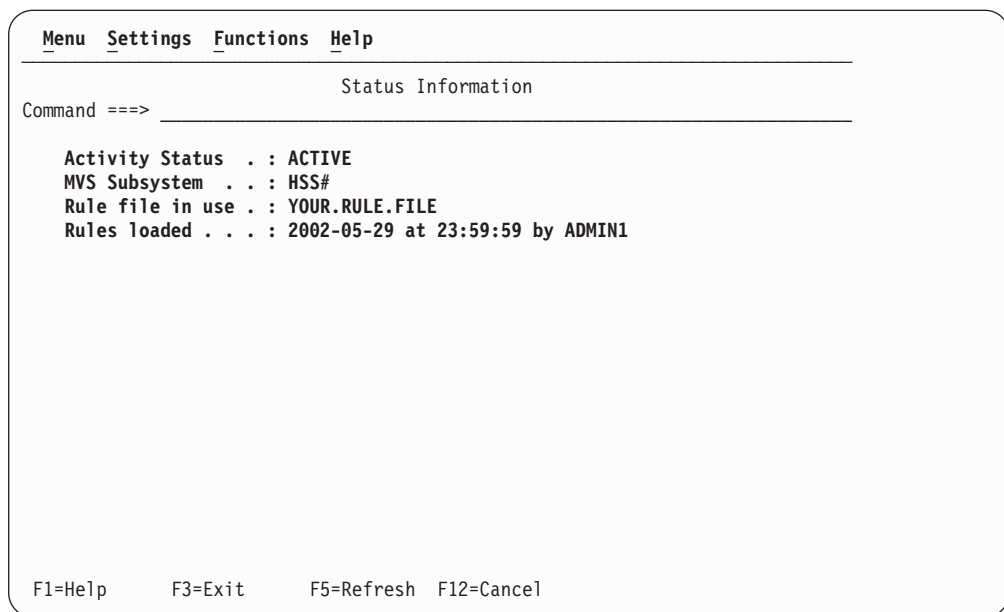 Menu Settings Functions Help
Status Information
Command ===>
Activity Status . : ACTIVE
MVS Subsystem . . : HSS#
Rule file in use . : YOUR.RULE.FILE
Rules loaded . . . : 2002-05-29 at 23:59:59 by ADMIN1
F1=Help F3=Exit F5=Refresh F12=Cancel